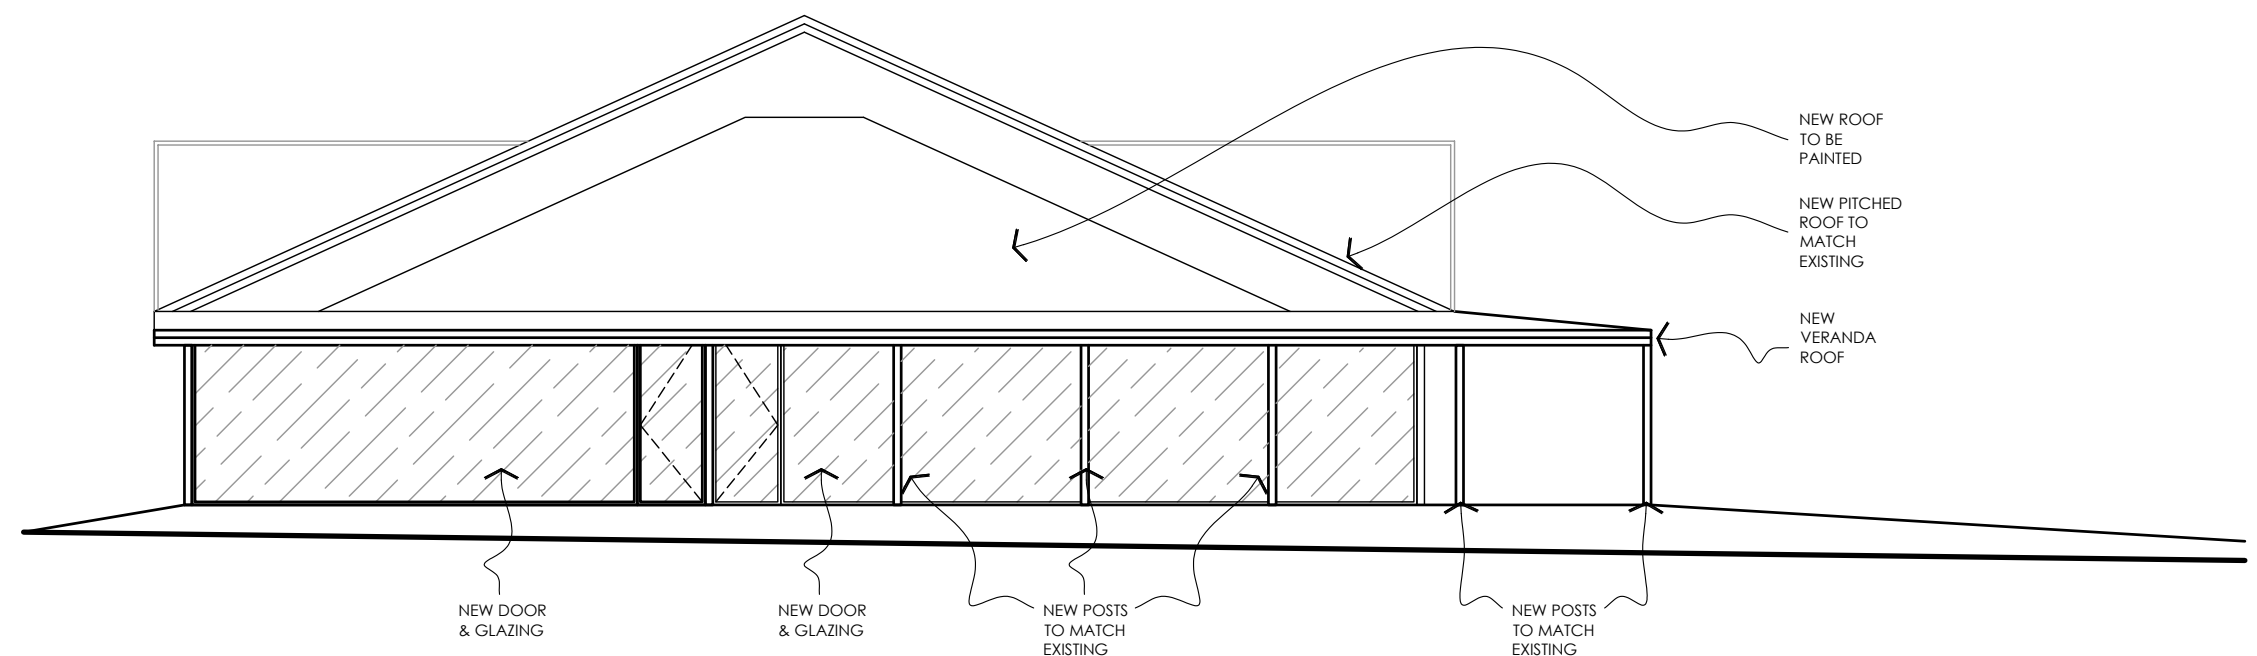 NEW ROOF
TO BE
PAINTED
NEW PITCHED
ROOF TO
MATCH
EXISTING
NEW
VERANDA
ROOF
NEW DOOR
& GLAZING
NEW DOOR
& GLAZING
NEW POSTS
TO MATCH
EXISTING
NEW POSTS
TO MATCH
EXISTING